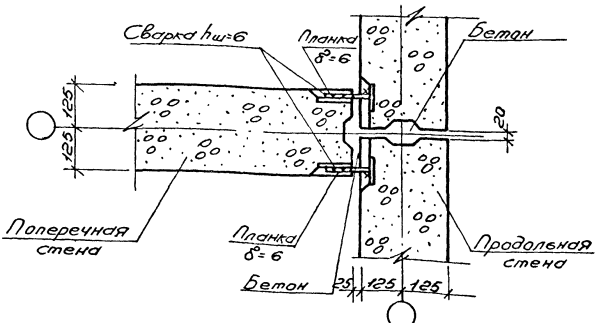 Сварка hш=6
Планка
δ=6
Бетон
125
125
20
Поперечная
стена
Планка
δ=6
Бетон
25
125
125
Продольная
стена